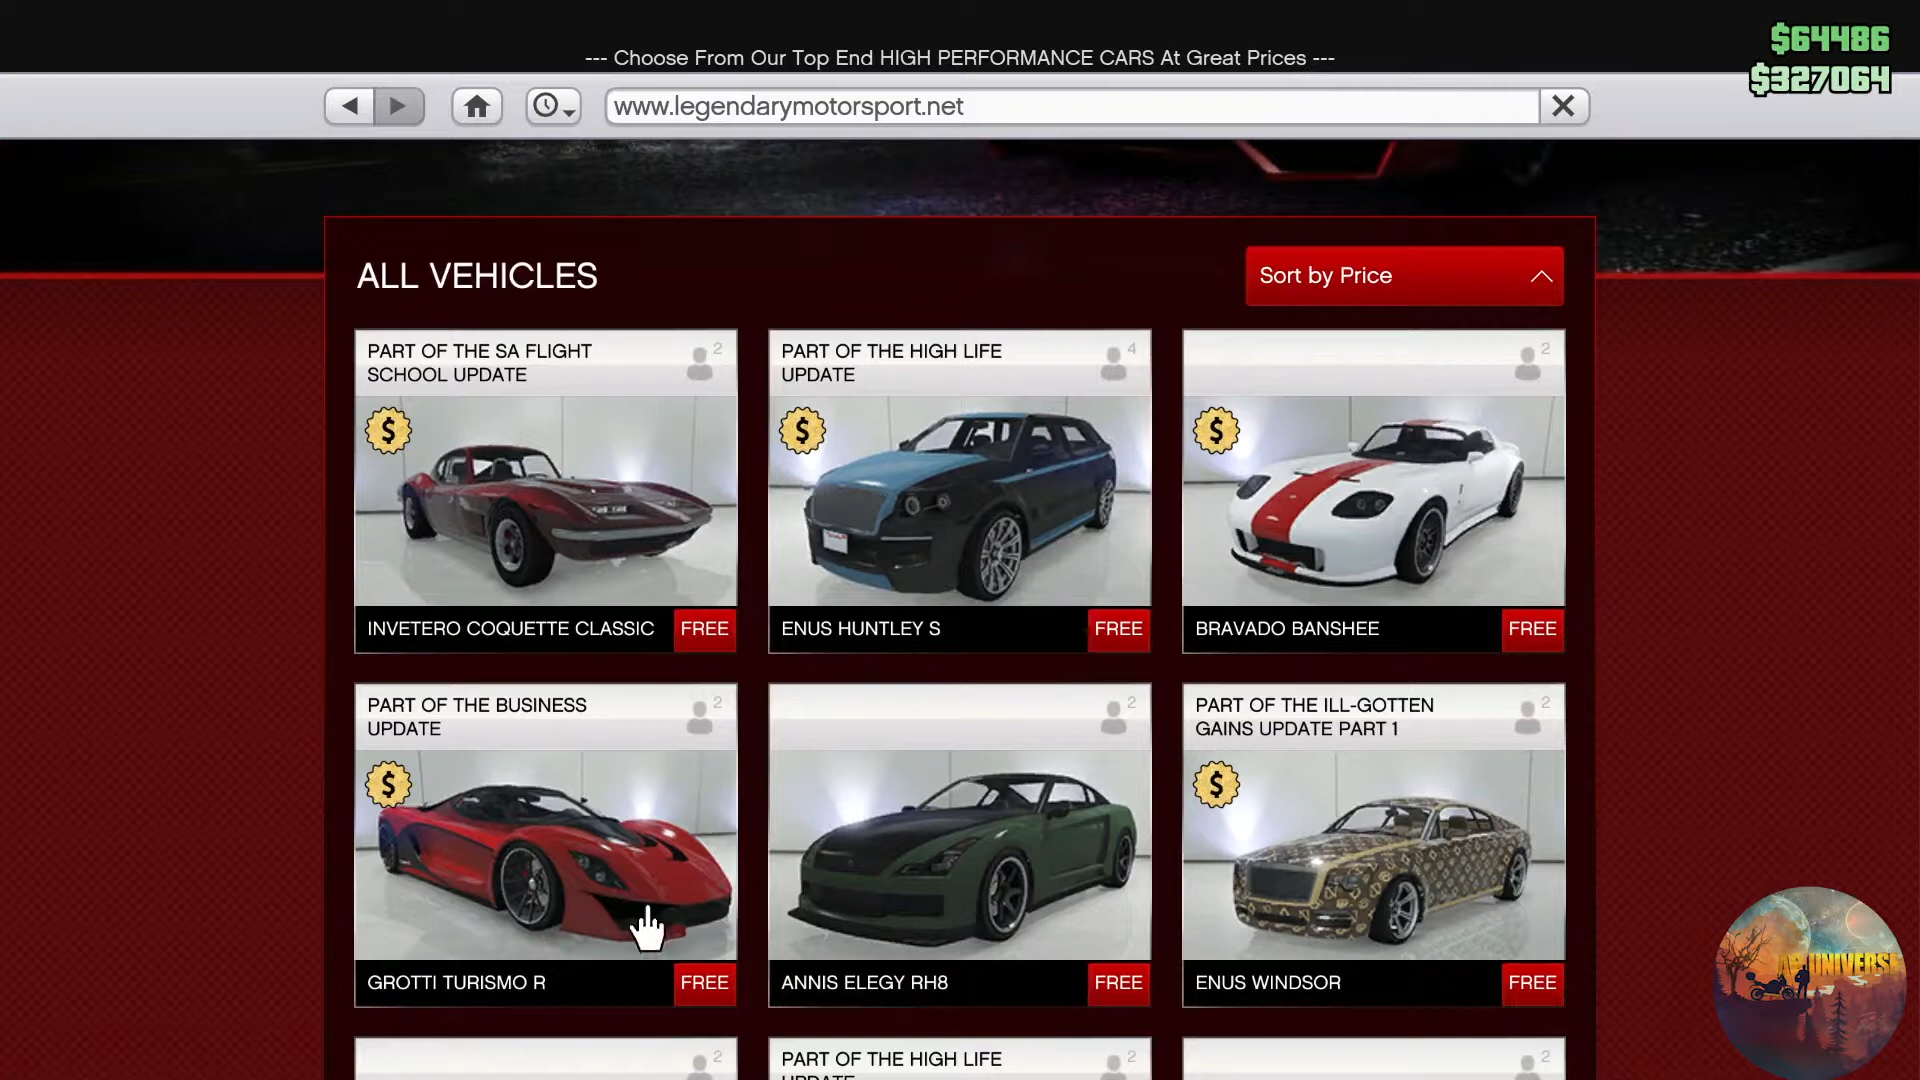 --- Choose From Our Top End HIGH PERFORMANCE CARS At Great Prices ---
$64486
$327064
www.legendarymotorsport.net
ALL VEHICLES
Sort by Price
PART OF THE SA FLIGHT
SCHOOL UPDATE
2
$
INVETERO COQUETTE CLASSIC
FREE
PART OF THE HIGH LIFE
UPDATE
4
$
ENUS HUNTLEY S
FREE
2
$
BRAVADO BANSHEE
FREE
PART OF THE BUSINESS
UPDATE
2
$
GROTTI TURISMO R
FREE
2
ANNIS ELEGY RH8
FREE
PART OF THE ILL-GOTTEN
GAINS UPDATE PART 1
2
$
ENUS WINDSOR
FREE
2
PART OF THE HIGH LIFE
UPDATE
2
2